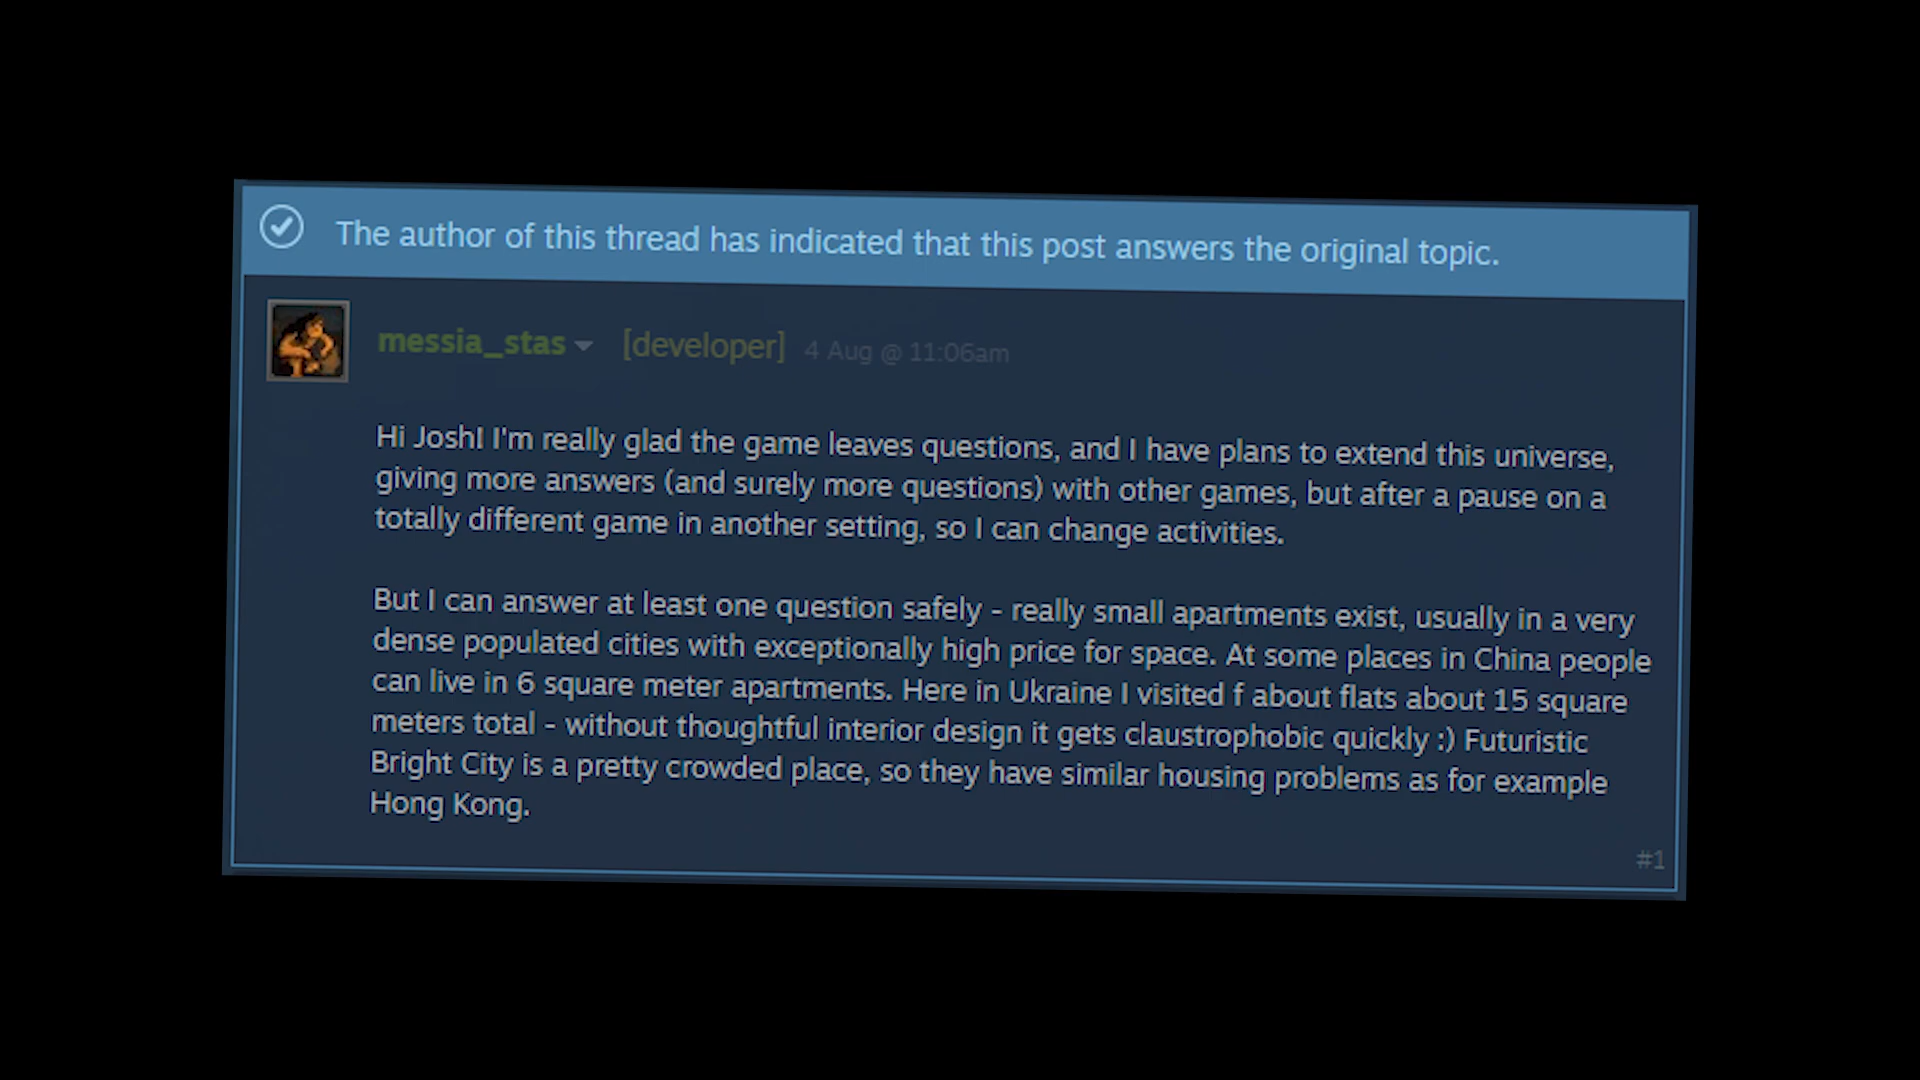 The author of this thread has indicated that this post answers the original topic.
messia_stas [developer] 4 Aug @ 11:06am
Hi Josh! I'm really glad the game leaves questions, and I have plans to extend this universe,
giving more answers (and surely more questions) with other games, but after a pause on a
totally different game in another setting, so I can change activities.
But I can answer at least one question safely - really small apartments exist, usually in a very
dense populated cities with exceptionally high price for space. At some places in China people
can live in 6 square meter apartments. Here in Ukraine I visited f about flats about 15 square
meters total - without thoughtful interior design it gets claustrophobic quickly :) Futuristic
Bright City is a pretty crowded place, so they have similar housing problems as for example
Hong Kong.
#1